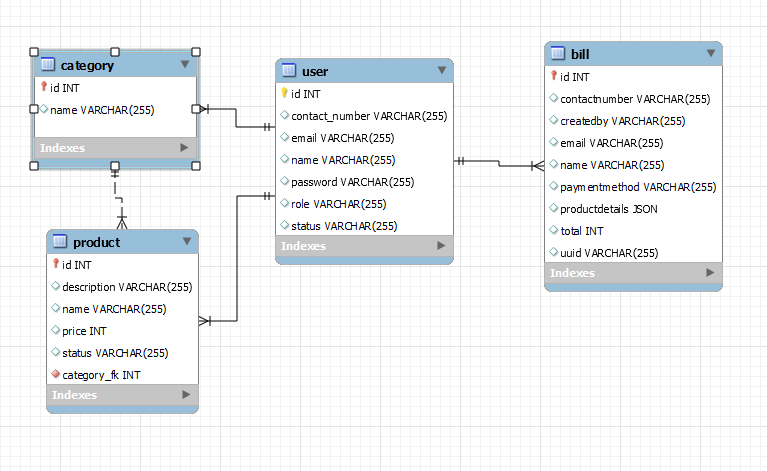 category
id INT
name VARCHAR(255)
Indexes
product
id INT
description VARCHAR(255)
name VARCHAR(255)
price INT
status VARCHAR(255)
category_fk INT
Indexes
user
id INT
contact_number VARCHAR(255)
email VARCHAR(255)
name VARCHAR(255)
password VARCHAR(255)
role VARCHAR(255)
status VARCHAR(255)
Indexes
bill
id INT
contactnumber VARCHAR(255)
createdby VARCHAR(255)
email VARCHAR(255)
name VARCHAR(255)
paymentmethod VARCHAR(255)
productdetails JSON
total INT
uuid VARCHAR(255)
Indexes